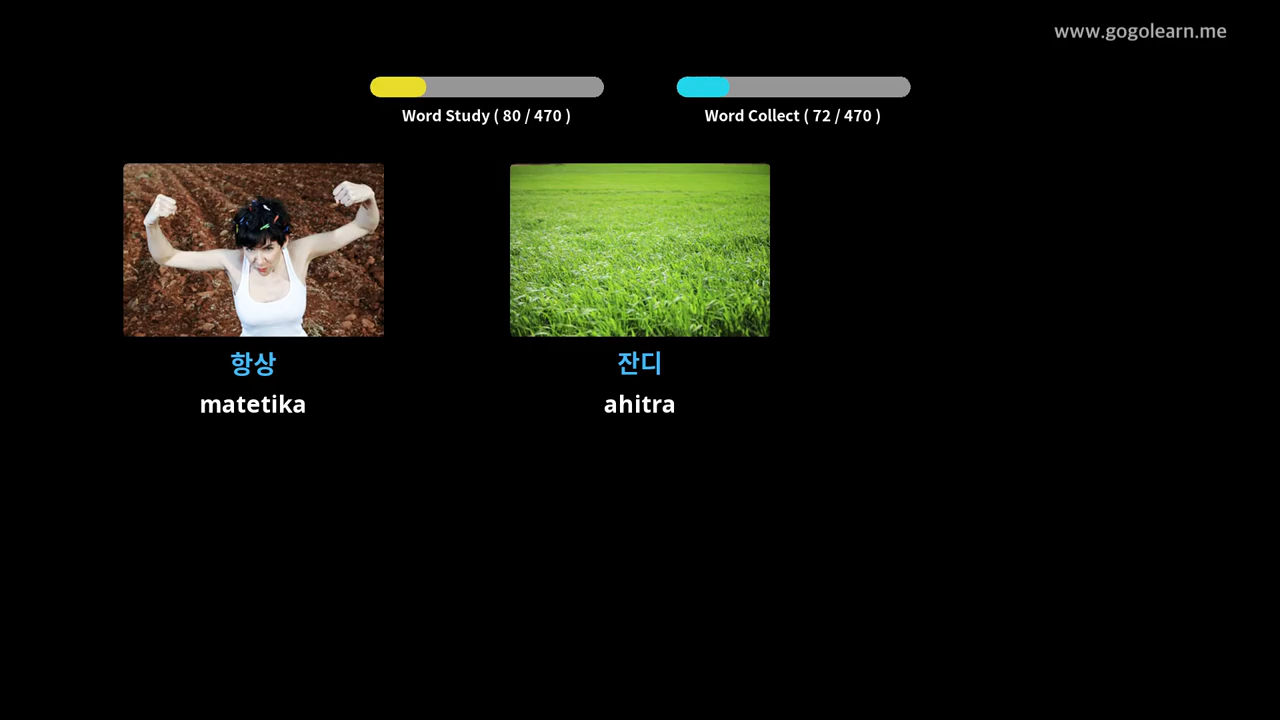 www.gogolearn.me
Word Study ( 80 / 470 )
Word Collect ( 72 / 470 )
항상
matetika
잔디
ahitra